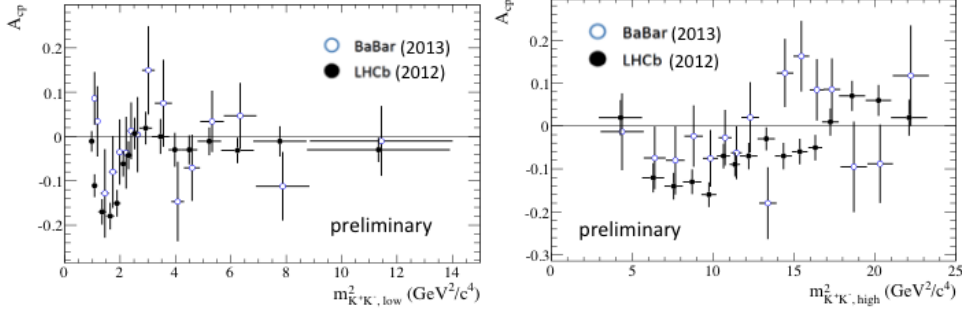 A_cp
0.2
0.1
0
-0.1
-0.2
BaBar (2013)
LHCb (2012)
preliminary
0 2 4 6 8 10 12 14
m²_K⁺K⁻, low (GeV²/c⁴)
A_cp
0.2
0.1
0
-0.1
-0.2
-0.3
BaBar (2013)
LHCb (2012)
preliminary
0 5 10 15 20 25
m²_K⁺K⁻, high (GeV²/c⁴)